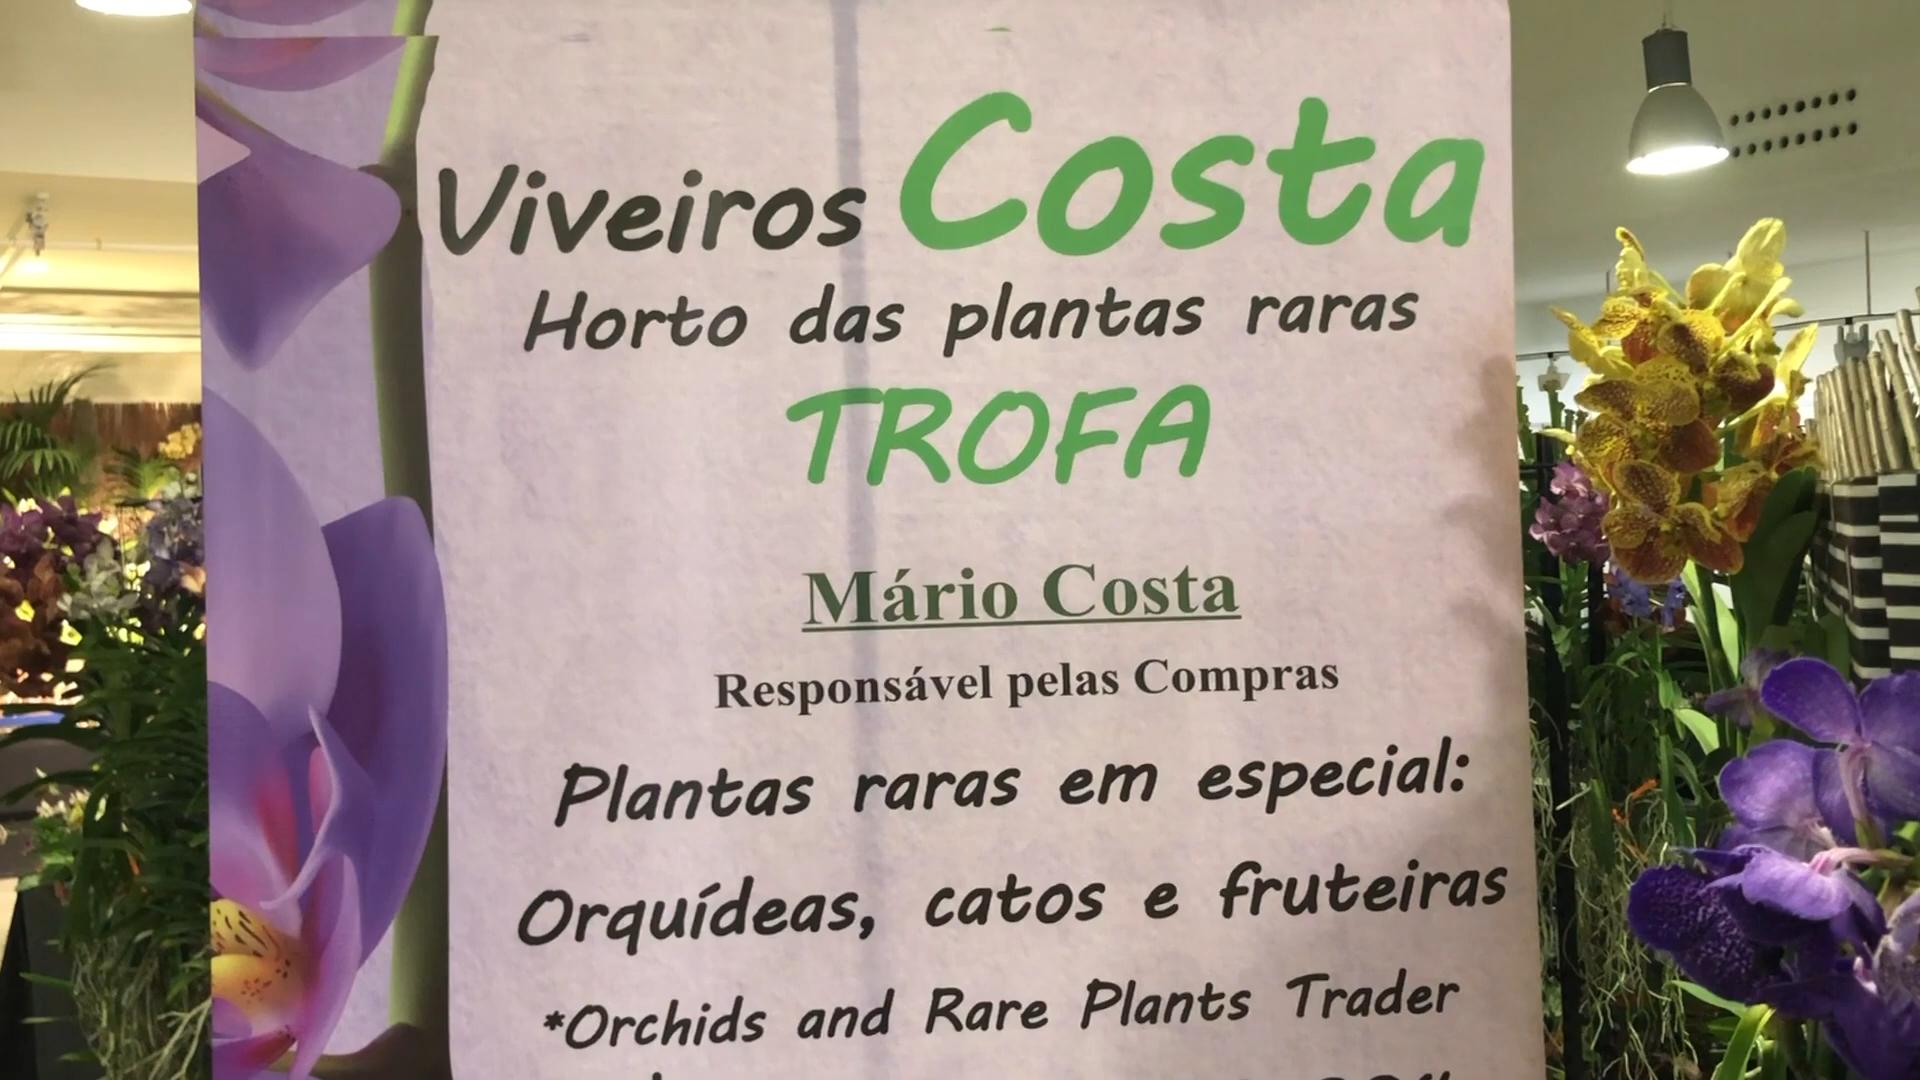 Viveiros Costa
Horto das plantas raras
TROFA
Mário Costa
Responsável pelas Compras
Plantas raras em especial:
Orquídeas, catos e fruteiras
*Orchids and Rare Plants Trader